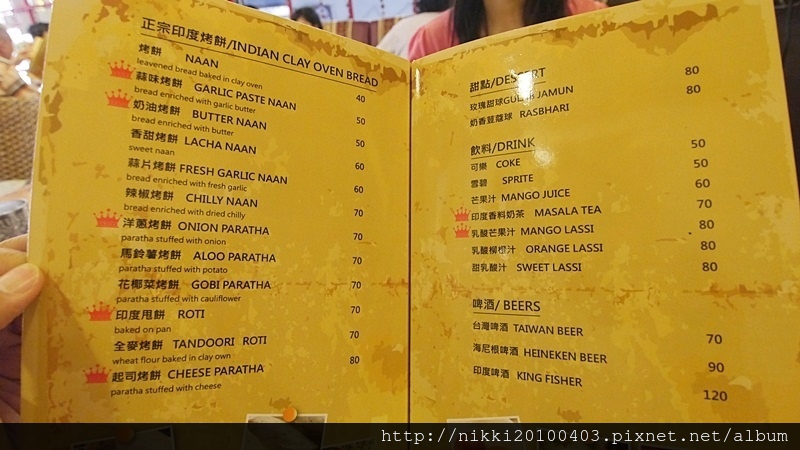 正宗印度烤餅/INDIAN CLAY OVEN BREAD
烤餅 NAAN
leavened bread baked in clay oven
40
蒜味烤餅 GARLIC PASTE NAAN
bread enriched with garlic butter
50
奶油烤餅 BUTTER NAAN
bread enriched with butter
50
香甜烤餅 LACHA NAAN
sweet naan
60
蒜片烤餅 FRESH GARLIC NAAN
bread enriched with fresh garlic
60
辣椒烤餅 CHILLY NAAN
bread enriched with dried chilly
70
洋蔥烤餅 ONION PARATHA
paratha stuffed with onion
70
馬鈴薯烤餅 ALOO PARATHA
paratha stuffed with potato
70
花椰菜烤餅 GOBI PARATHA
paratha stuffed with cauliflower
70
印度甩餅 ROTI
baked on pan
70
全麥烤餅 TANDOORI ROTI
wheat flour baked in clay own
80
起司烤餅 CHEESE PARATHA
paratha stuffed with cheese
甜點/DESSERT
玫瑰甜球GULAB JAMUN 80
奶香荳蔻球 RASBHARI 80
飲料/DRINK
可樂 COKE 50
雪碧 SPRITE 50
芒果汁 MANGO JUICE 60
印度香料奶茶 MASALA TEA 70
乳酸芒果汁 MANGO LASSI 80
乳酸柳橙汁 ORANGE LASSI 80
甜乳酸汁 SWEET LASSI 80
啤酒/ BEERS
台灣啤酒 TAIWAN BEER 70
海尼根啤酒 HEINEKEN BEER 90
印度啤酒 KING FISHER 120
http://nikki20100403.pixnet.net/album